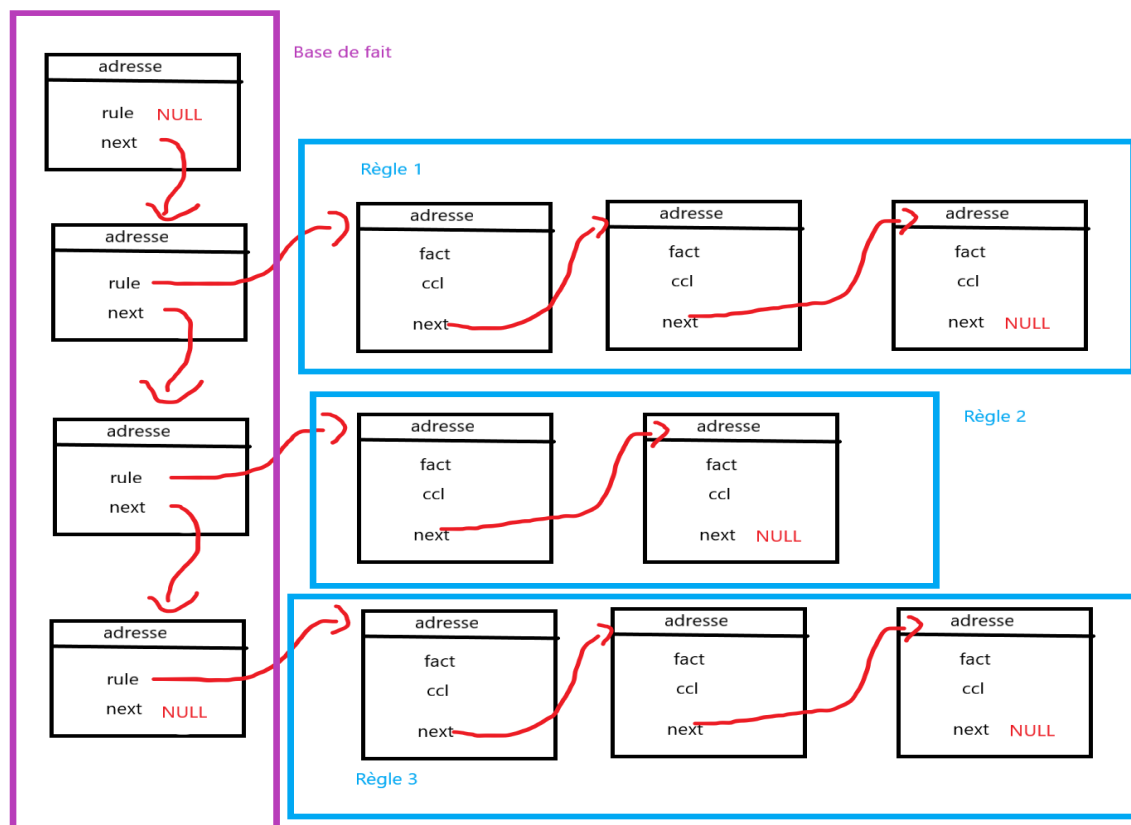 Base de fait
adresse
rule NULL
next
adresse
rule
next
adresse
rule
next
adresse
rule
next NULL
Règle 1
adresse
fact
ccl
next
adresse
fact
ccl
next
adresse
fact
ccl
next NULL
Règle 2
adresse
fact
ccl
next
adresse
fact
ccl
next NULL
adresse
fact
ccl
next
adresse
fact
ccl
next
adresse
fact
ccl
next NULL
Règle 3